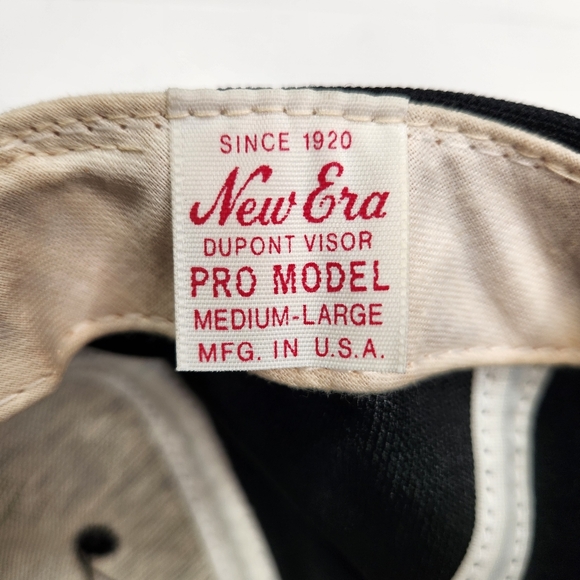 SINCE 1920
New Era
DUPONT VISOR
PRO MODEL
MEDIUM-LARGE
MFG. IN U.S.A.